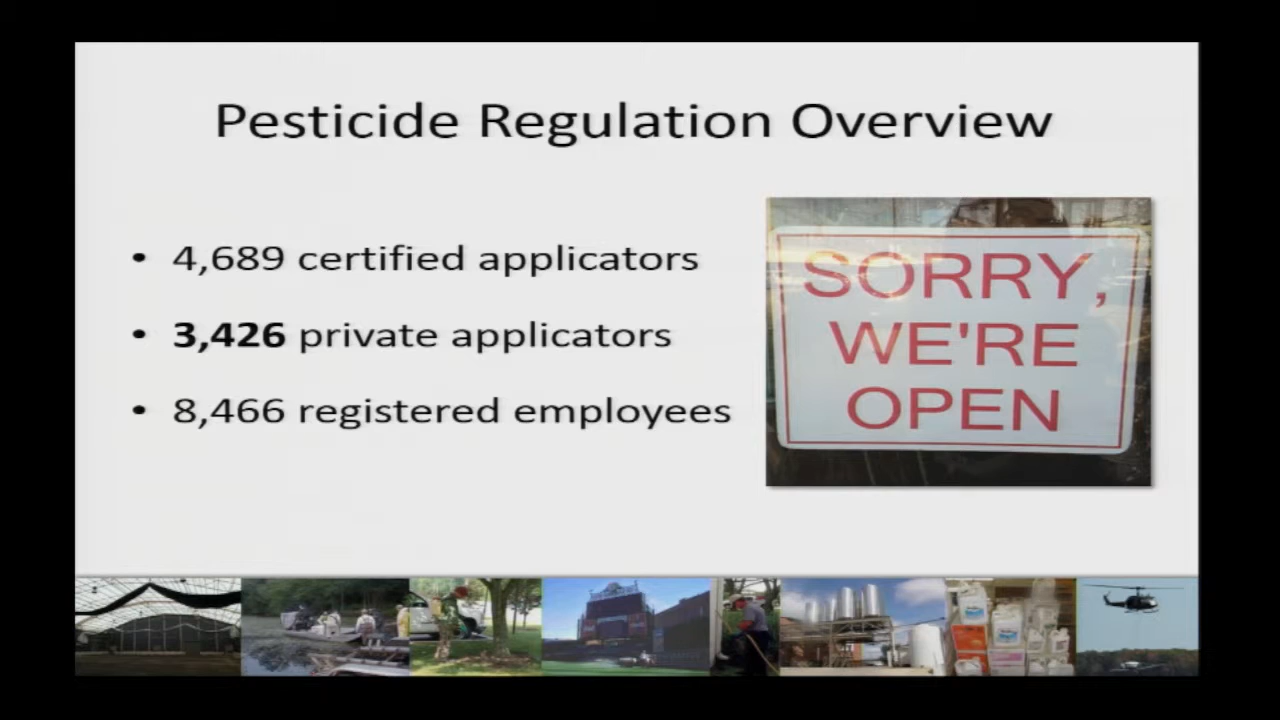 Pesticide Regulation Overview
• 4,689 certified applicators
• 3,426 private applicators
• 8,466 registered employees
SORRY,
WE'RE
OPEN